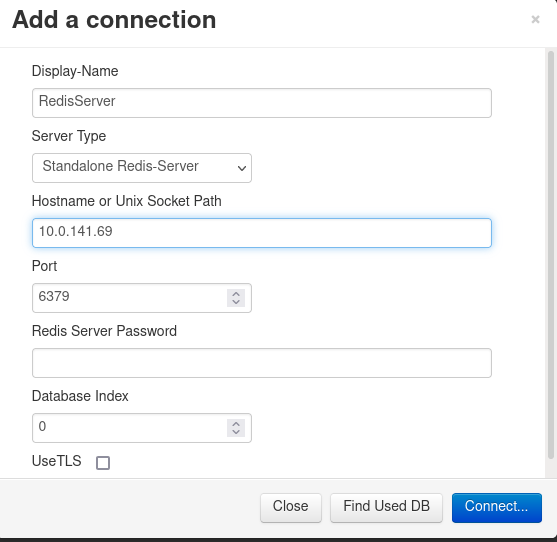 Add a connection
×
Display-Name
RedisServer
Server Type
Standalone Redis-Server
Hostname or Unix Socket Path
10.0.141.69
Port
6379
Redis Server Password
Database Index
0
UseTLS
Close Find Used DB Connect...